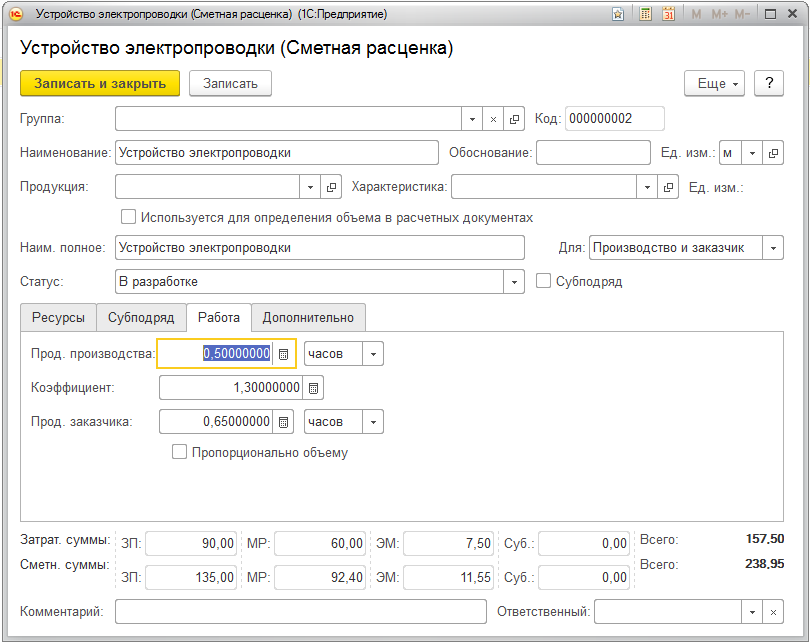 Устройство электропроводки (Сметная расценка) (1С:Предприятие) 31 M M+ M-
Устройство электропроводки (Сметная расценка)
Записать и закрыть Записать Еще ?
Группа: Код: 000000002
Наименование: Устройство электропроводки Обоснование: Ед. изм.: м
Продукция: Характеристика: Ед. изм.:
Используется для определения объема в расчетных документах
Наим. полное: Устройство электропроводки Для: Производство и заказчик
Статус: В разработке Субподряд
Ресурсы Субподряд Работа Дополнительно
Прод. производства: 0,50000000 часов
Коэффициент: 1,30000000
Прод. заказчика: 0,65000000 часов
Пропорционально объему
Затрат. суммы: ЗП: 90,00 МР: 60,00 ЭМ: 7,50 Суб.: 0,00 Всего: 157,50
Сметн. суммы: ЗП: 135,00 МР: 92,40 ЭМ: 11,55 Суб.: 0,00 Всего: 238,95
Комментарий: Ответственный: